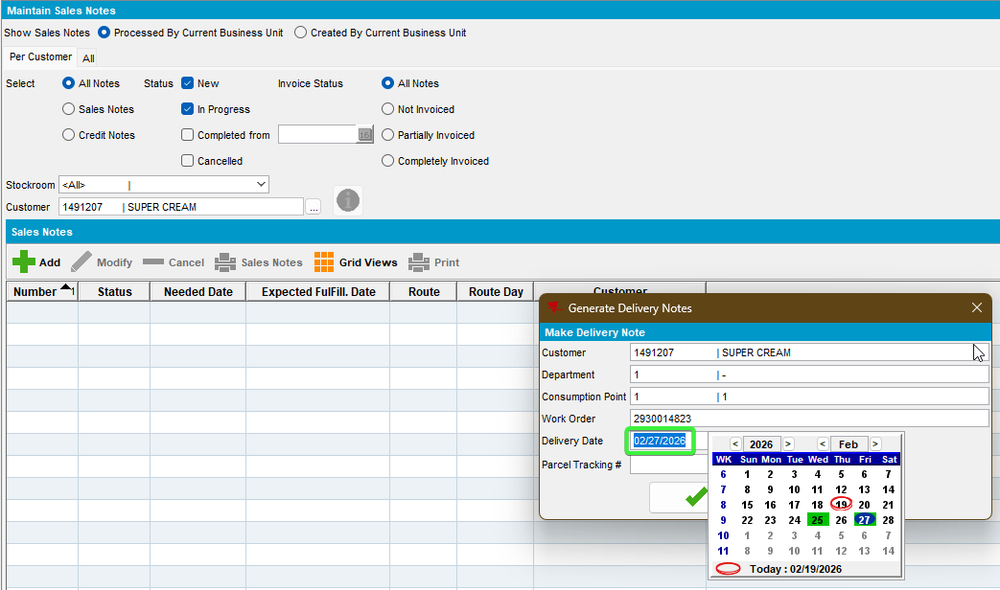 Maintain Sales Notes
Show Sales Notes Processed By Current Business Unit Created By Current Business Unit
Per Customer All
Select All Notes Status New Invoice Status All Notes
Sales Notes In Progress Not Invoiced
Credit Notes Completed from 16 Partially Invoiced
Cancelled Completely Invoiced
Stockroom <All> |
Customer 1491207 | SUPER CREAM ...
Sales Notes
Add Modify Cancel Sales Notes Grid Views Print
Number 1 Status Needed Date Expected FulFill. Date Route Route Day Customer
Generate Delivery Notes
Make Delivery Note
Customer 1491207 | SUPER CREAM
Department 1 | -
Consumption Point 1 | 1
Work Order 2930014823
Delivery Date 02/27/2026
Parcel Tracking #
< 2026 > < Feb >
WK Sun Mon Tue Wed Thu Fri Sat
6 1 2 3 4 5 6 7
7 8 9 10 11 12 13 14
8 15 16 17 18 19 20 21
9 22 23 24 25 26 27 28
10 1 2 3 4 5 6 7
11 8 9 10 11 12 13 14
Today : 02/19/2026